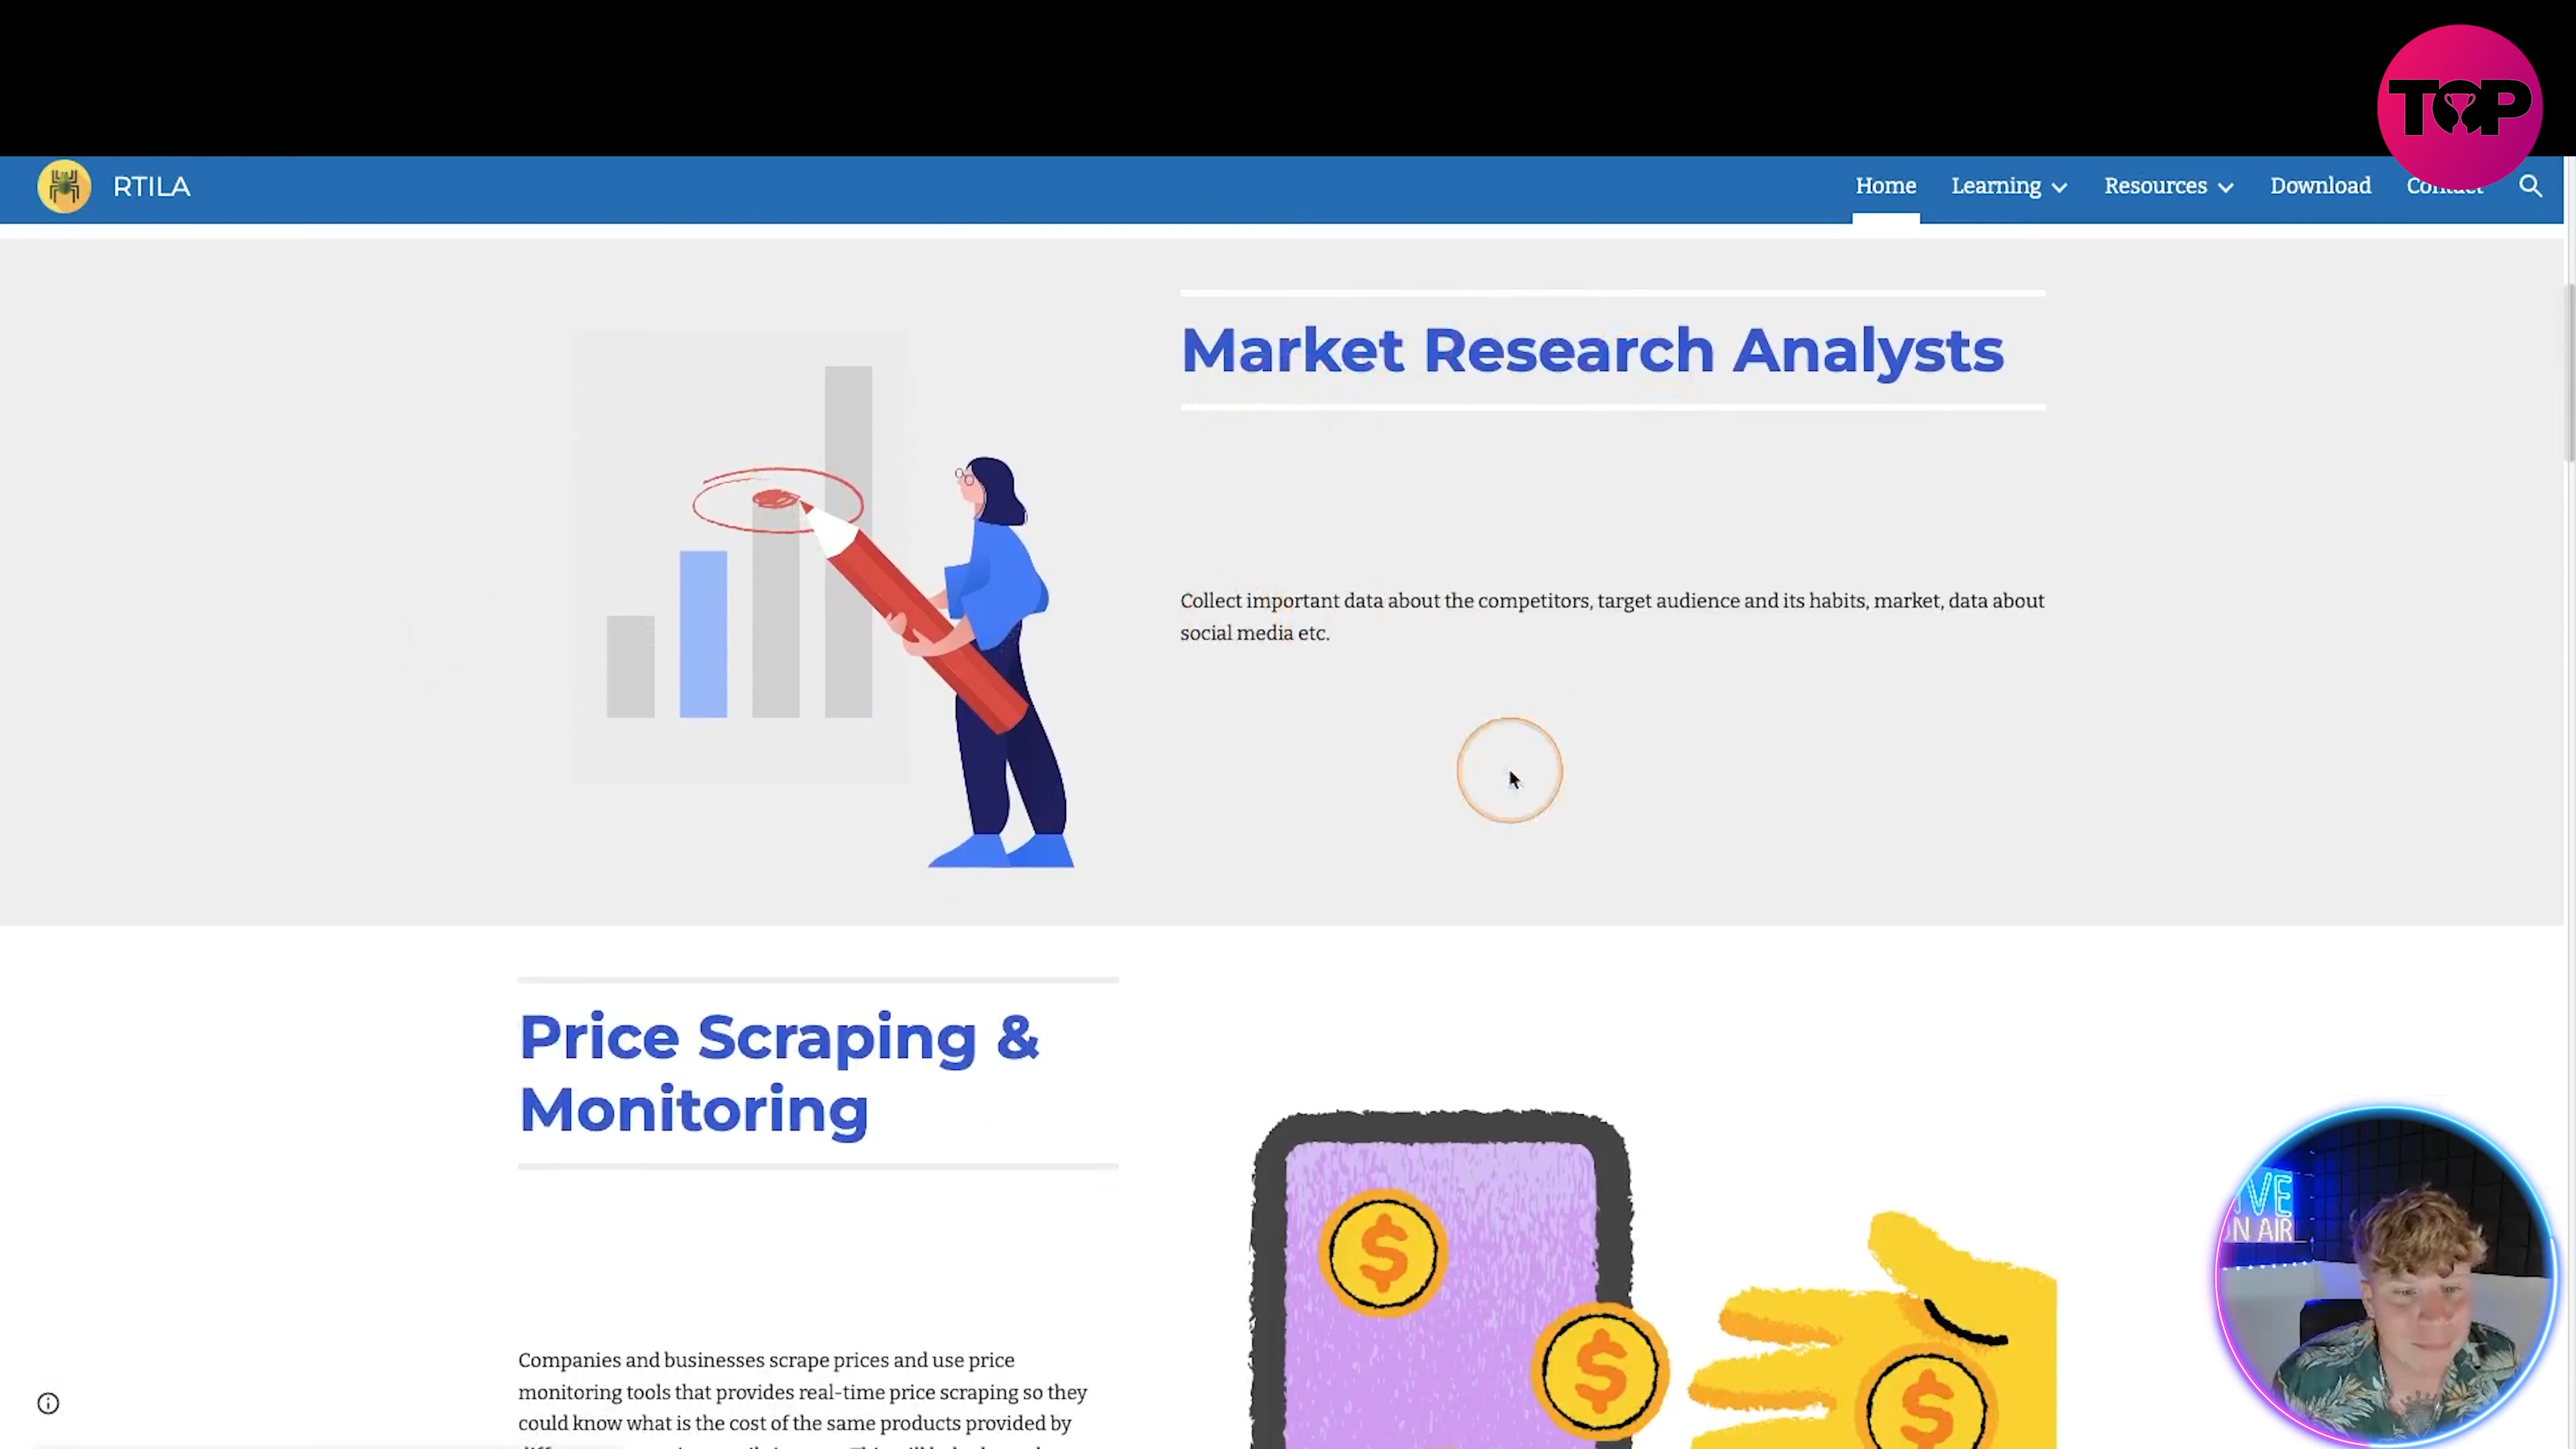 TOP
RTILA
Home Learning Resources Download Contact
Market Research Analysts
Collect important data about the competitors, target audience and its habits, market, data about
social media etc.
Price Scraping &
Monitoring
$
$
$
IVE
N AIR
Companies and businesses scrape prices and use price
monitoring tools that provides real-time price scraping so they
could know what is the cost of the same products provided by